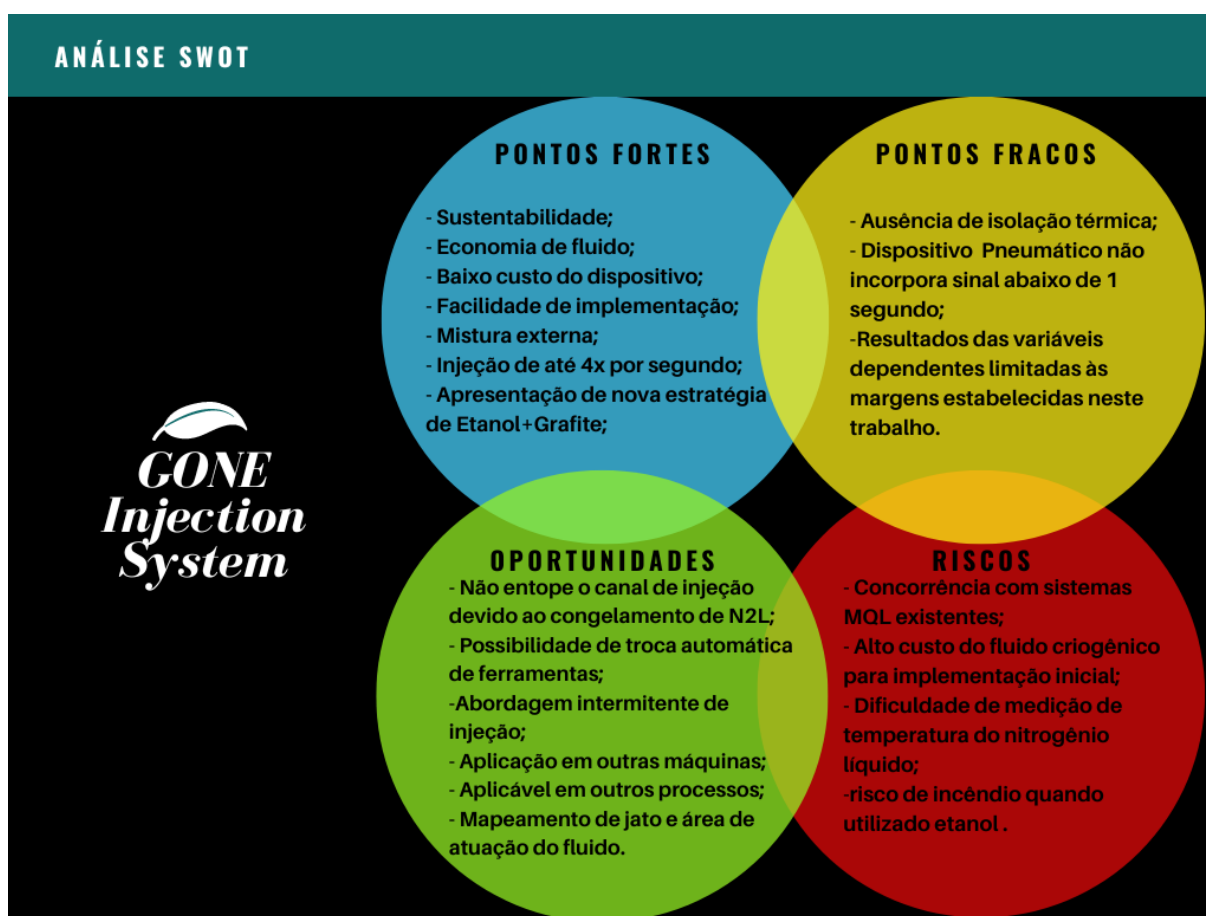 ANÁLISE SWOT
GONE
Injection
System
PONTOS FORTES
- Sustentabilidade;
- Economia de fluido;
- Baixo custo do dispositivo;
- Facilidade de implementação;
- Mistura externa;
- Injeção de até 4x por segundo;
- Apresentação de nova estratégia
de Etanol+Grafite;
PONTOS FRACOS
- Ausência de isolação térmica;
- Dispositivo Pneumático não
incorpora sinal abaixo de 1
segundo;
-Resultados das variáveis
dependentes limitadas às
margens estabelecidas neste
trabalho.
OPORTUNIDADES
- Não entope o canal de injeção
devido ao congelamento de N2L;
- Possibilidade de troca automática
de ferramentas;
-Abordagem intermitente de
injeção;
- Aplicação em outras máquinas;
- Aplicável em outros processos;
- Mapeamento de jato e área de
atuação do fluido.
RISCOS
- Concorrência com sistemas
MQL existentes;
- Alto custo do fluido criogênico
para implementação inicial;
- Dificuldade de medição de
temperatura do nitrogênio
líquido;
-risco de incêndio quando
utilizado etanol .